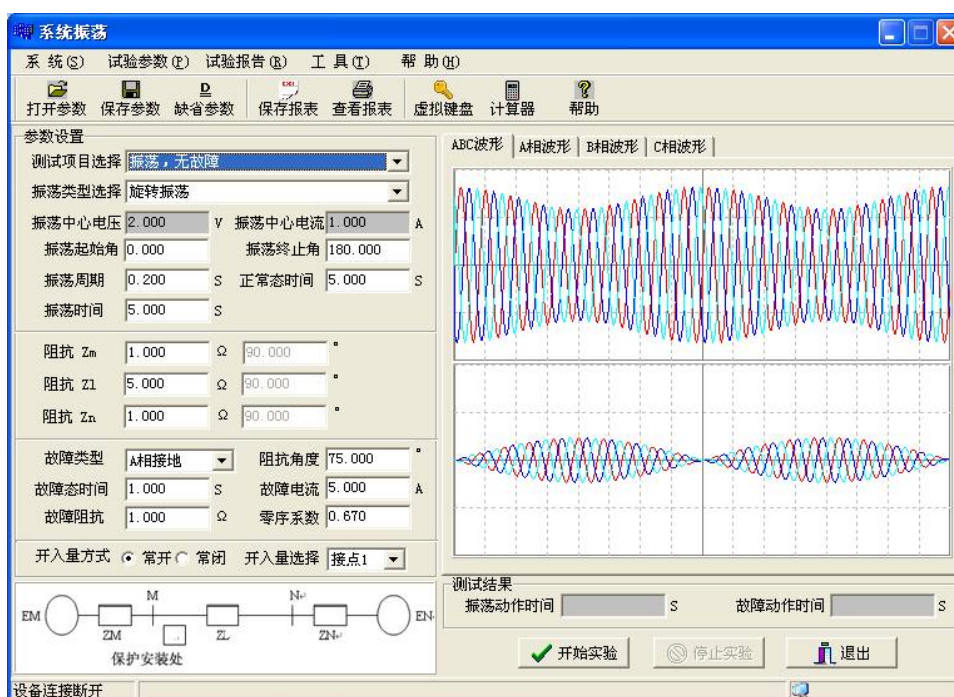 系统振荡
系 统(S) 试验参数(P) 试验报告(R) 工 具(T) 帮 助(H)
打开参数 保存参数 缺省参数 保存报表 查看报表 虚拟键盘 计算器 帮助
参数设置
测试项目选择 振荡，无故障
振荡类型选择 旋转振荡
振荡中心电压 2.000 V 振荡中心电流 1.000 A
振荡起始角 0.000 振荡终止角 180.000
振荡周期 0.200 S 正常态时间 5.000 S
振荡时间 5.000 S
阻抗 Zm 1.000 Ω 90.000 °
阻抗 Zl 5.000 Ω 90.000 °
阻抗 Zn 1.000 Ω 90.000 °
故障类型 A相接地 阻抗角度 75.000 °
故障态时间 1.000 S 故障电流 5.000 A
故障阻抗 1.000 Ω 零序系数 0.670
开入量方式 常开 常闭 开入量选择 接点1
M N
EM ZM ZL ZN EN
保护安装处
设备连接断开
ABC波形 A相波形 B相波形 C相波形
测试结果
振荡动作时间 S 故障动作时间 S
开始实验 停止实验 退出